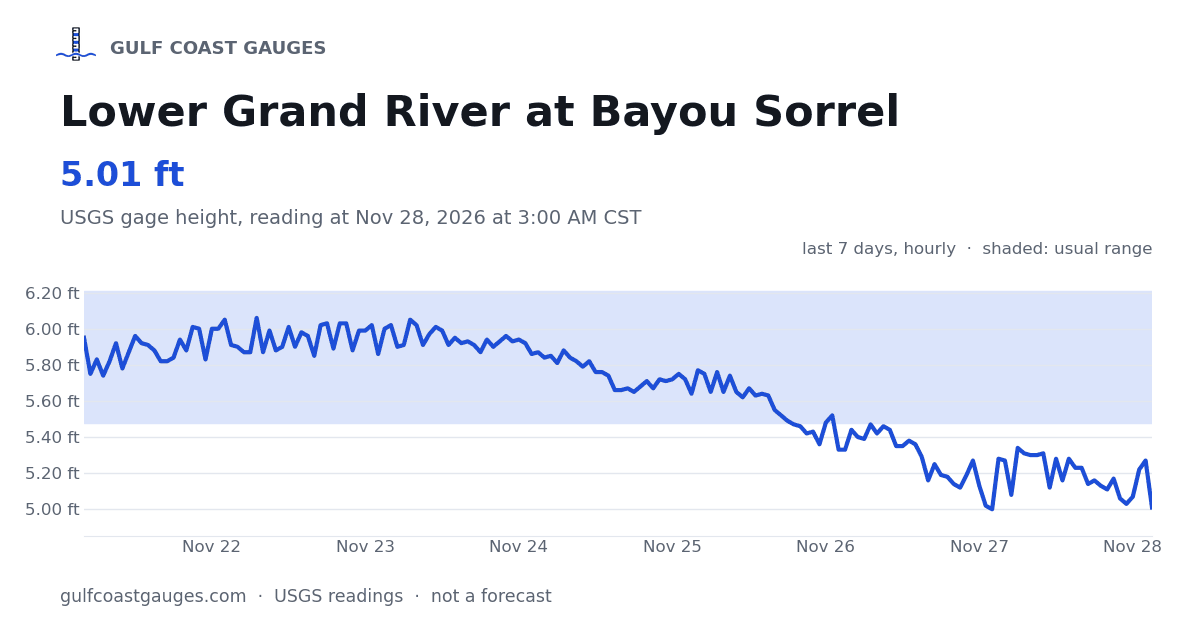 GULF COAST GAUGES
Lower Grand River at Bayou Sorrel
5.01 ft
USGS gage height, reading at Nov 28, 2026 at 3:00 AM CST
last 7 days, hourly · shaded: usual range
6.20 ft
6.00 ft
5.80 ft
5.60 ft
5.40 ft
5.20 ft
5.00 ft
Nov 22 Nov 23 Nov 24 Nov 25 Nov 26 Nov 27 Nov 28
gulfcoastgauges.com · USGS readings · not a forecast